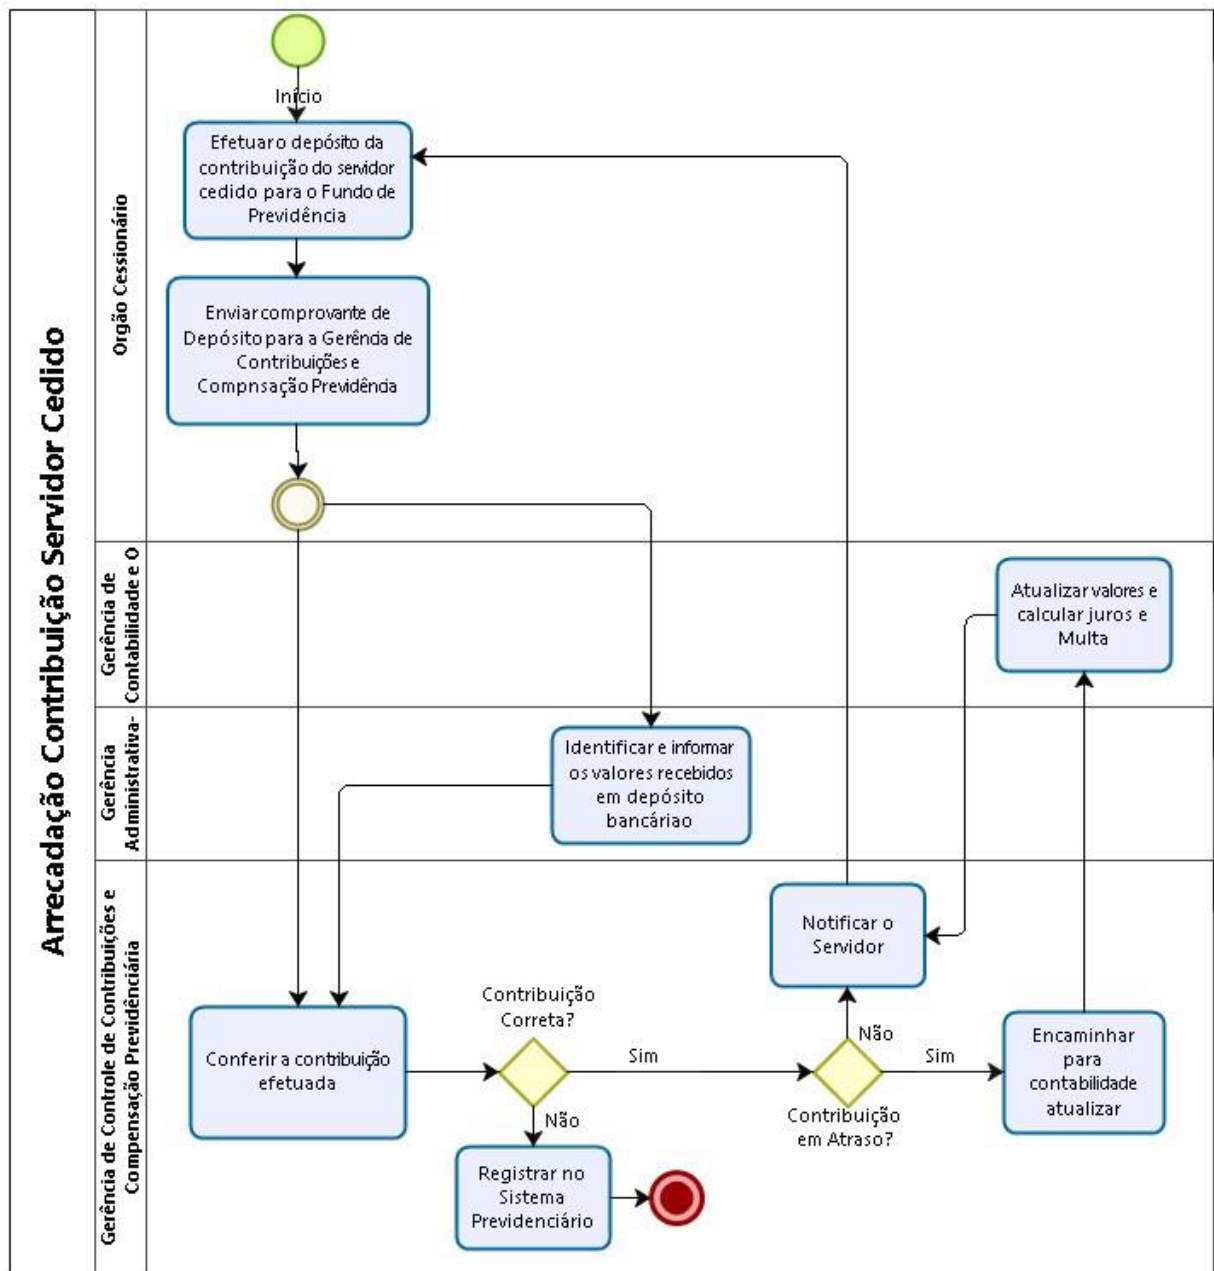 Arrecadação Contribuição Servidor Cedido
Orgão Cessionário
Início
Efetuar o depósito da
contribuição do servidor
cedido para o Fundo de
Previdência
Enviar comprovante de
Depósito para a Gerência de
Contribuições e
Compnsação Previdência
Gerência de
Contabilidade e O
Atualizar valores e
calcular juros e
Multa
Gerência
Administrativa-
Identificar e informar
os valores recebidos
em depósito
bancáriao
Gerência de Controle de Contribuições e
Compensação Previdênciária
Notificar o
Servidor
Conferir a contribuição
efetuada
Contribuição
Correta?
Sim
Não
Registrar no
Sistema
Previdenciário
Não
Contribuição
em Atraso?
Sim
Encaminhar
para
contabilidade
atualizar